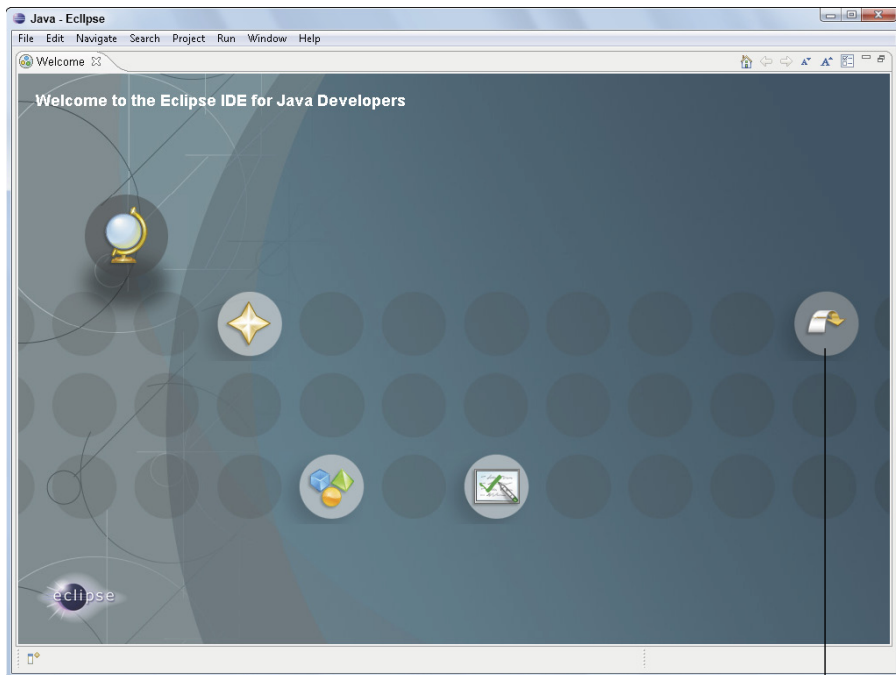 Java - Eclipse
File Edit Navigate Search Project Run Window Help
Welcome
Welcome to the Eclipse IDE for Java Developers
eclipse